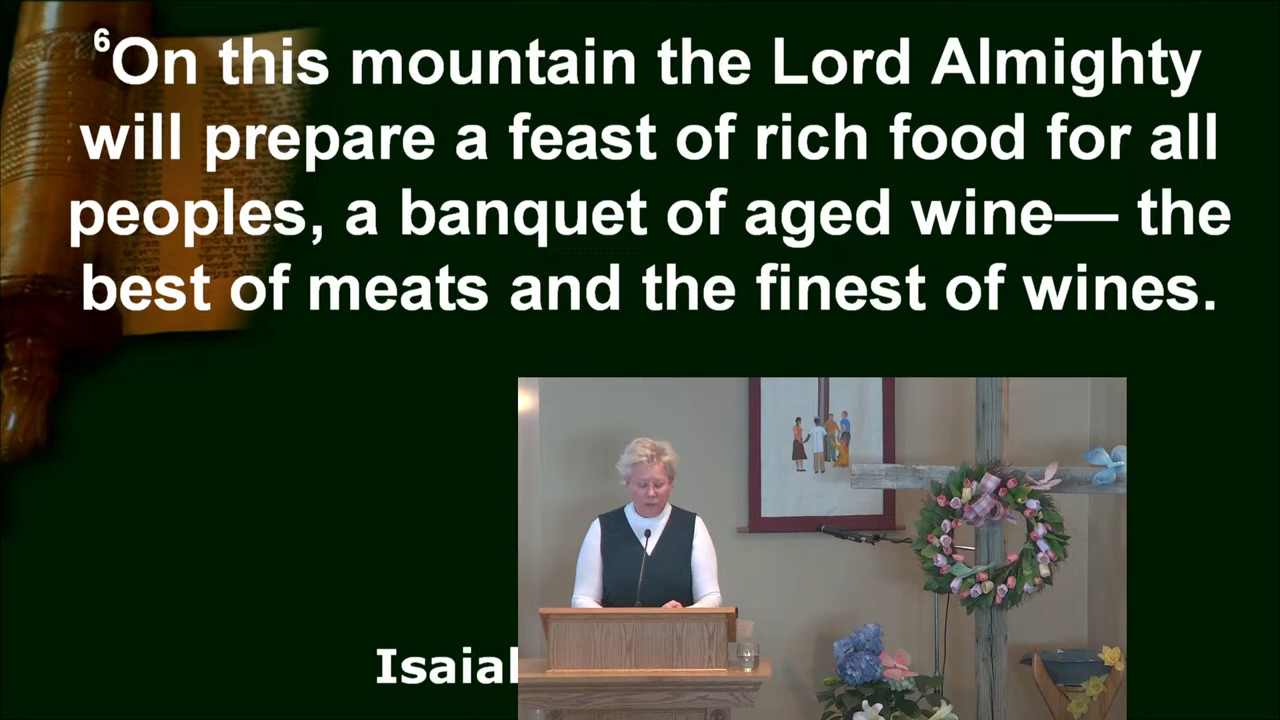 ⁶On this mountain the Lord Almighty
will prepare a feast of rich food for all
peoples, a banquet of aged wine— the
best of meats and the finest of wines.
Isaia